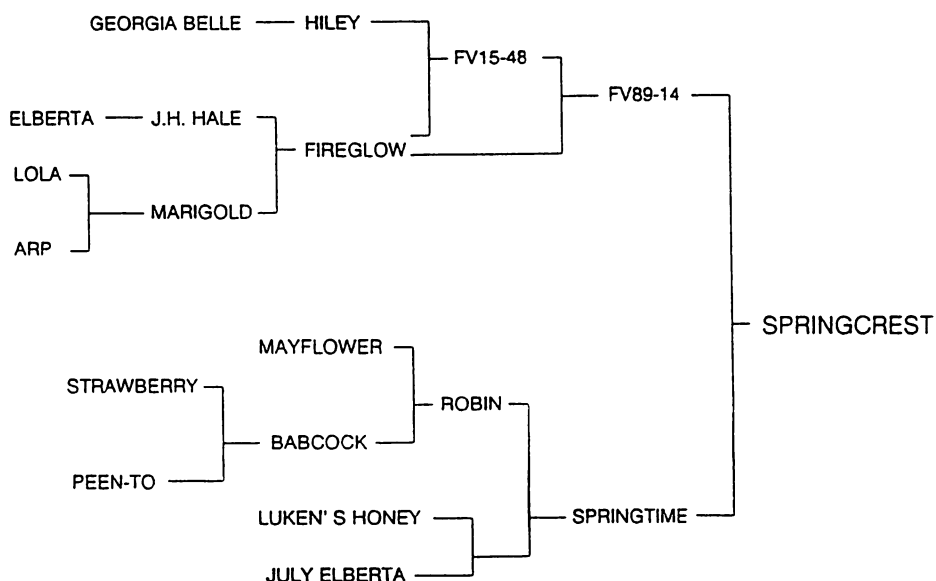 GEORGIA BELLE
HILEY
FV15-48
FV89-14
ELBERTA
J.H. HALE
FIREGLOW
LOLA
MARIGOLD
ARP
SPRINGCREST
MAYFLOWER
STRAWBERRY
ROBIN
BABCOCK
PEEN-TO
LUKEN' S HONEY
SPRINGTIME
JULY ELBERTA